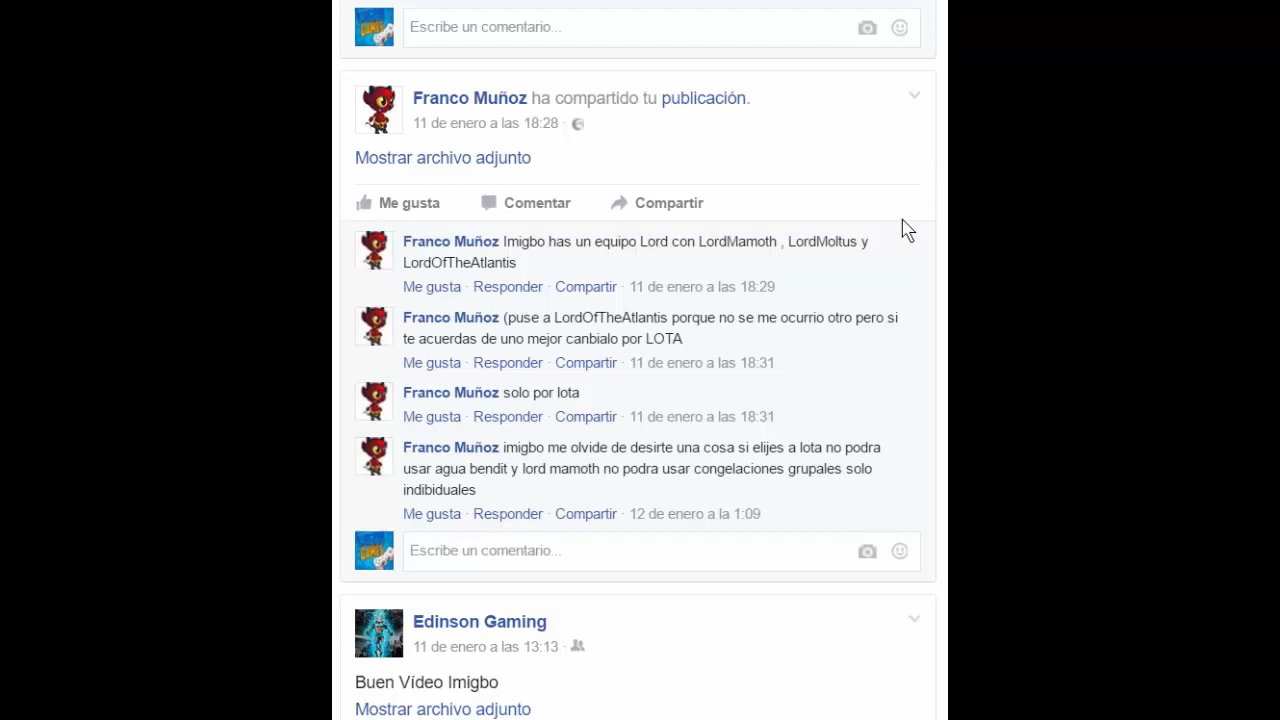 Escribe un comentario...
Franco Muñoz ha compartido tu publicación.
11 de enero a las 18:28 ·
Mostrar archivo adjunto
Me gusta Comentar Compartir
Franco Muñoz Imigbo has un equipo Lord con LordMamoth , LordMoltus y
LordOfTheAtlantis
Me gusta · Responder · Compartir · 11 de enero a las 18:29
Franco Muñoz (puse a LordOfTheAtlantis porque no se me ocurrio otro pero si
te acuerdas de uno mejor canbialo por LOTA
Me gusta · Responder · Compartir · 11 de enero a las 18:31
Franco Muñoz solo por lota
Me gusta · Responder · Compartir · 11 de enero a las 18:31
Franco Muñoz imigbo me olvide de desirte una cosa si elijes a lota no podra
usar agua bendit y lord mamoth no podra usar congelaciones grupales solo
indibiduales
Me gusta · Responder · Compartir · 12 de enero a la 1:09
Escribe un comentario...
Edinson Gaming
11 de enero a las 13:13 ·
Buen Vídeo Imigbo
Mostrar archivo adjunto